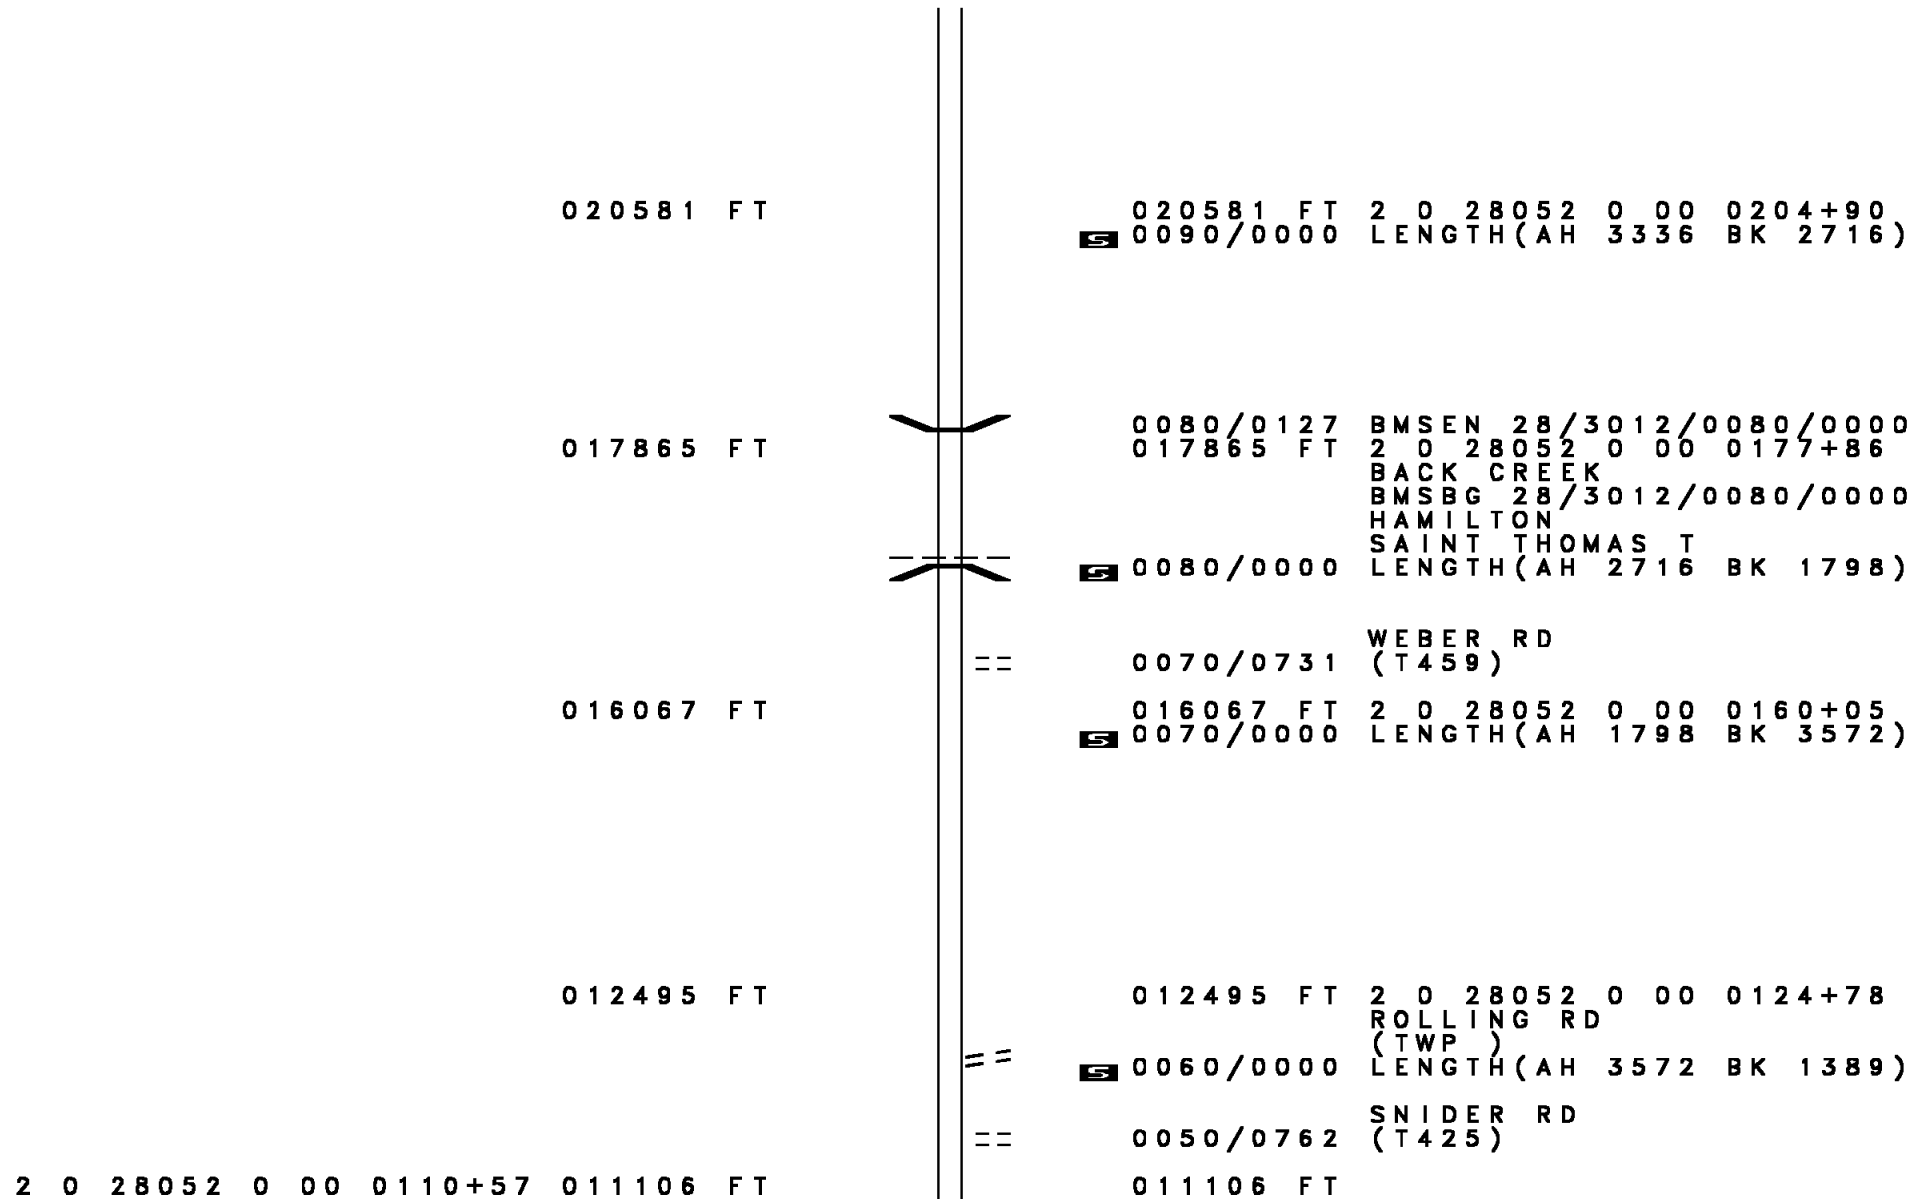 020581 FT 020581 FT 2 0 28052 0 00 0204+90
S 0090/0000 LENGTH(AH 3336 BK 2716)
0080/0127 BMSEN 28/3012/0080/0000
017865 FT 017865 FT 2 0 28052 0 00 0177+86
BACK CREEK
BMSBG 28/3012/0080/0000
HAMILTON
SAINT THOMAS T
S 0080/0000 LENGTH(AH 2716 BK 1798)
WEBER RD
0070/0731 (T459)
016067 FT 016067 FT 2 0 28052 0 00 0160+05
S 0070/0000 LENGTH(AH 1798 BK 3572)
012495 FT 012495 FT 2 0 28052 0 00 0124+78
ROLLING RD
(TWP )
S 0060/0000 LENGTH(AH 3572 BK 1389)
SNIDER RD
0050/0762 (T425)
2 0 28052 0 00 0110+57 011106 FT 011106 FT